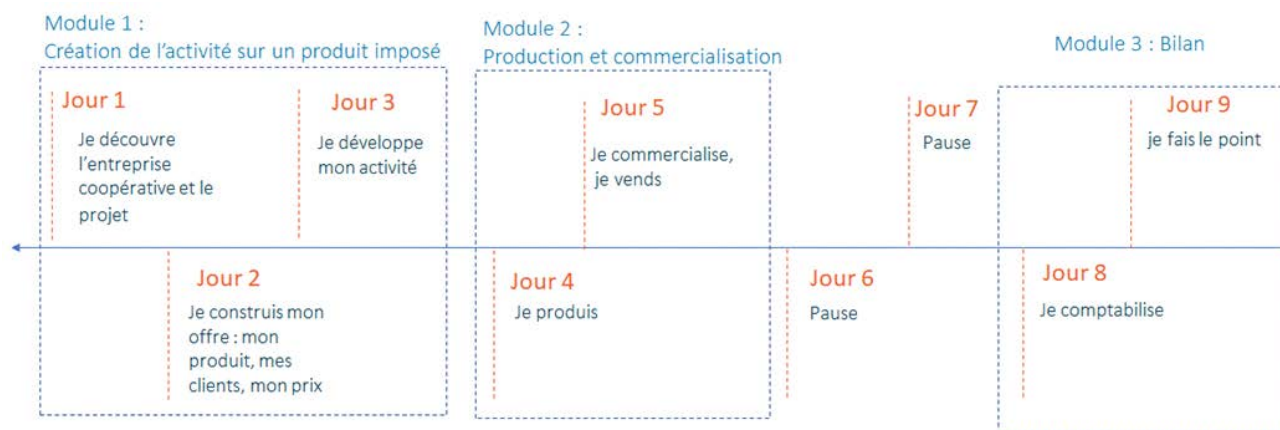 Module 1 :
Création de l'activité sur un produit imposé
Jour 1
Je découvre
l'entreprise
coopérative et le
projet
Jour 2
Je construis mon
offre : mon
produit, mes
clients, mon prix
Jour 3
Je développe
mon activité
Module 2 :
Production et commercialisation
Jour 4
Je produis
Jour 5
Je commercialise,
je vends
Jour 6
Pause
Jour 7
Pause
Module 3 : Bilan
Jour 8
Je comptabilise
Jour 9
je fais le point